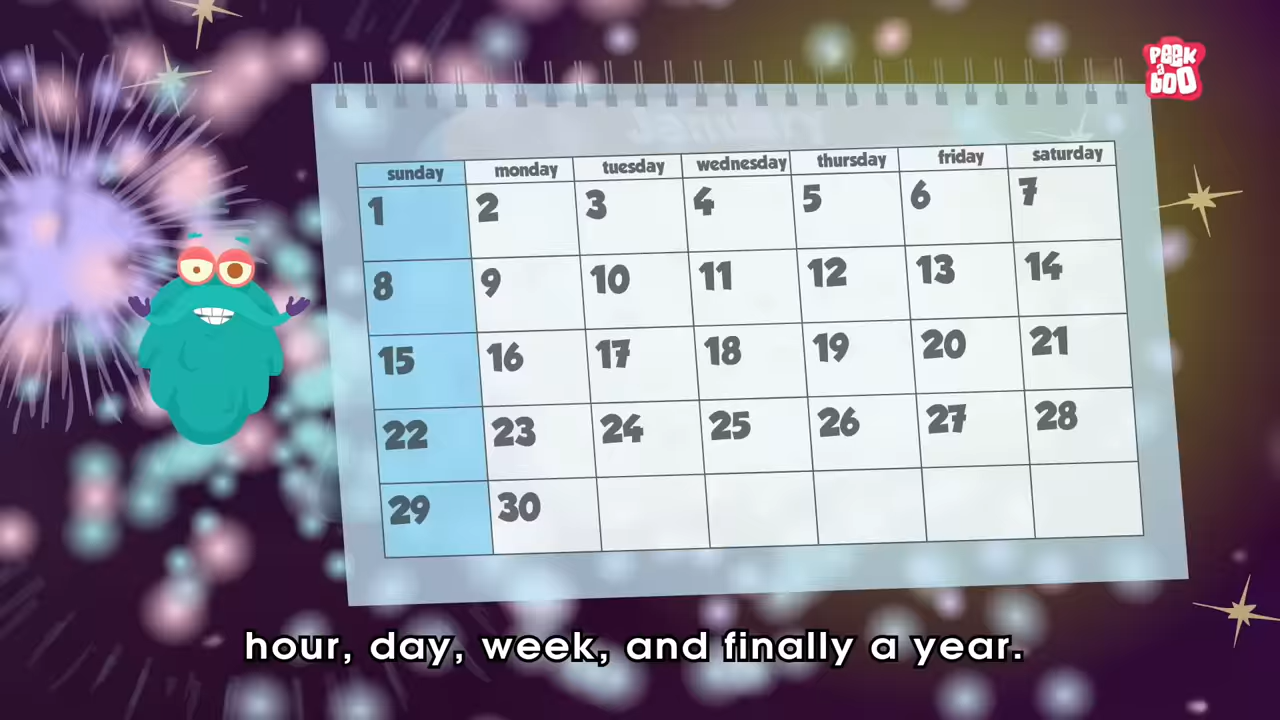 PEEK
a
BOO
sunday monday tuesday wednesday thursday friday saturday
1 2 3 4 5 6 7
8 9 10 11 12 13 14
15 16 17 18 19 20 21
22 23 24 25 26 27 28
29 30
hour, day, week, and finally a year.